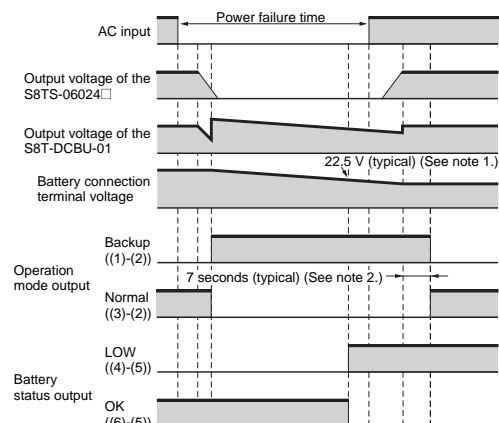 Power failure time
AC input
Output voltage of the
S8TS-06024□
Output voltage of the
S8T-DCBU-01
22.5 V (typical) (See note 1.)
Battery connection
terminal voltage
Backup
((1)-(2))
Operation
mode output
7 seconds (typical) (See note 2.)
Normal
((3)-(2))
LOW
((4)-(5))
Battery
status output
OK
((6)-(5))